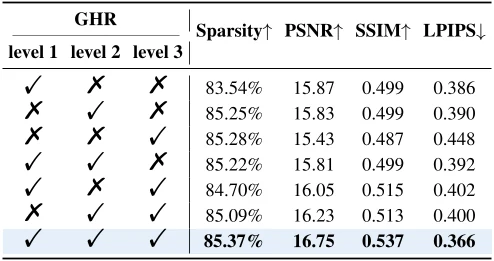 GHR Sparsity↑ PSNR↑ SSIM↑ LPIPS↓
level 1 level 2 level 3
✓ ✗ ✗ 83.54% 15.87 0.499 0.386
✗ ✓ ✗ 85.25% 15.83 0.499 0.390
✗ ✗ ✓ 85.28% 15.43 0.487 0.448
✓ ✓ ✗ 85.22% 15.81 0.499 0.392
✓ ✗ ✓ 84.70% 16.05 0.515 0.402
✗ ✓ ✓ 85.09% 16.23 0.513 0.400
✓ ✓ ✓ 85.37% 16.75 0.537 0.366